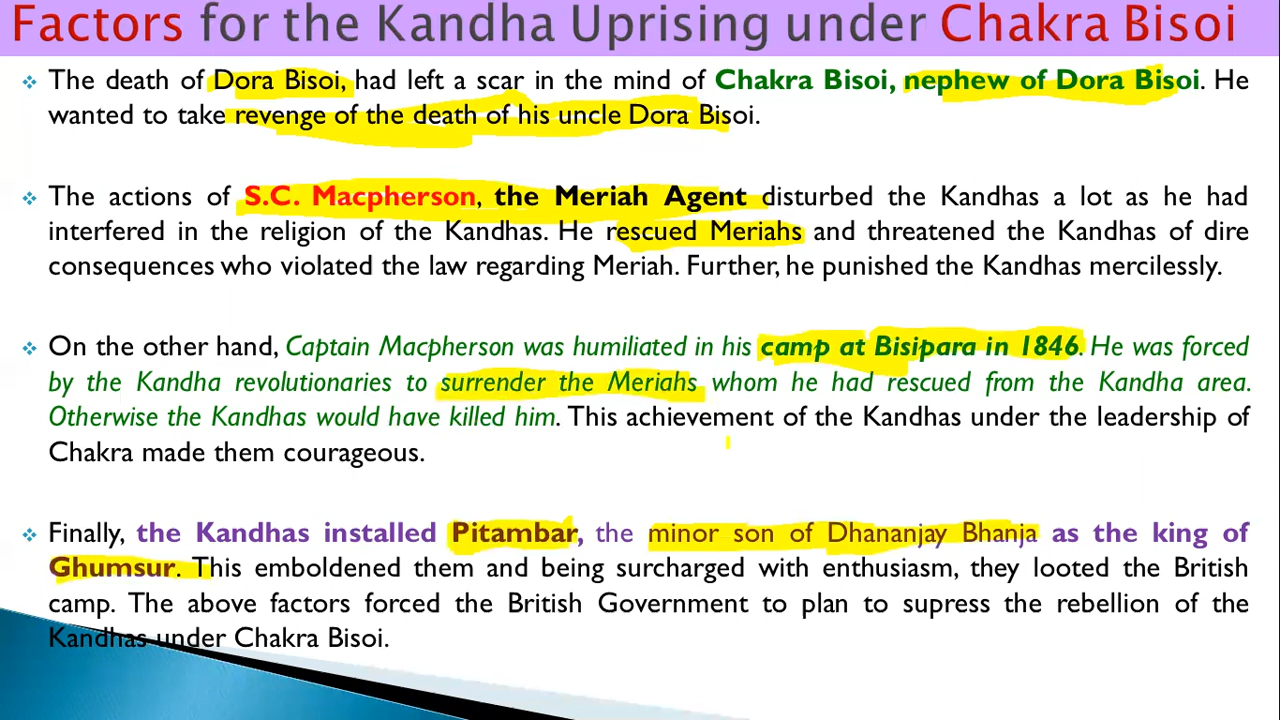 Factors for the Kandha Uprising under Chakra Bisoi
The death of Dora Bisoi, had left a scar in the mind of Chakra Bisoi, nephew of Dora Bisoi. He
wanted to take revenge of the death of his uncle Dora Bisoi.
The actions of S.C. Macpherson, the Meriah Agent disturbed the Kandhas a lot as he had
interfered in the religion of the Kandhas. He rescued Meriahs and threatened the Kandhas of dire
consequences who violated the law regarding Meriah. Further, he punished the Kandhas mercilessly.
On the other hand, Captain Macpherson was humiliated in his camp at Bisipara in 1846. He was forced
by the Kandha revolutionaries to surrender the Meriahs whom he had rescued from the Kandha area.
Otherwise the Kandhas would have killed him. This achievement of the Kandhas under the leadership of
Chakra made them courageous.
Finally, the Kandhas installed Pitambar, the minor son of Dhananjay Bhanja as the king of
Ghumsur. This emboldened them and being surcharged with enthusiasm, they looted the British
camp. The above factors forced the British Government to plan to supress the rebellion of the
Kandhas under Chakra Bisoi.